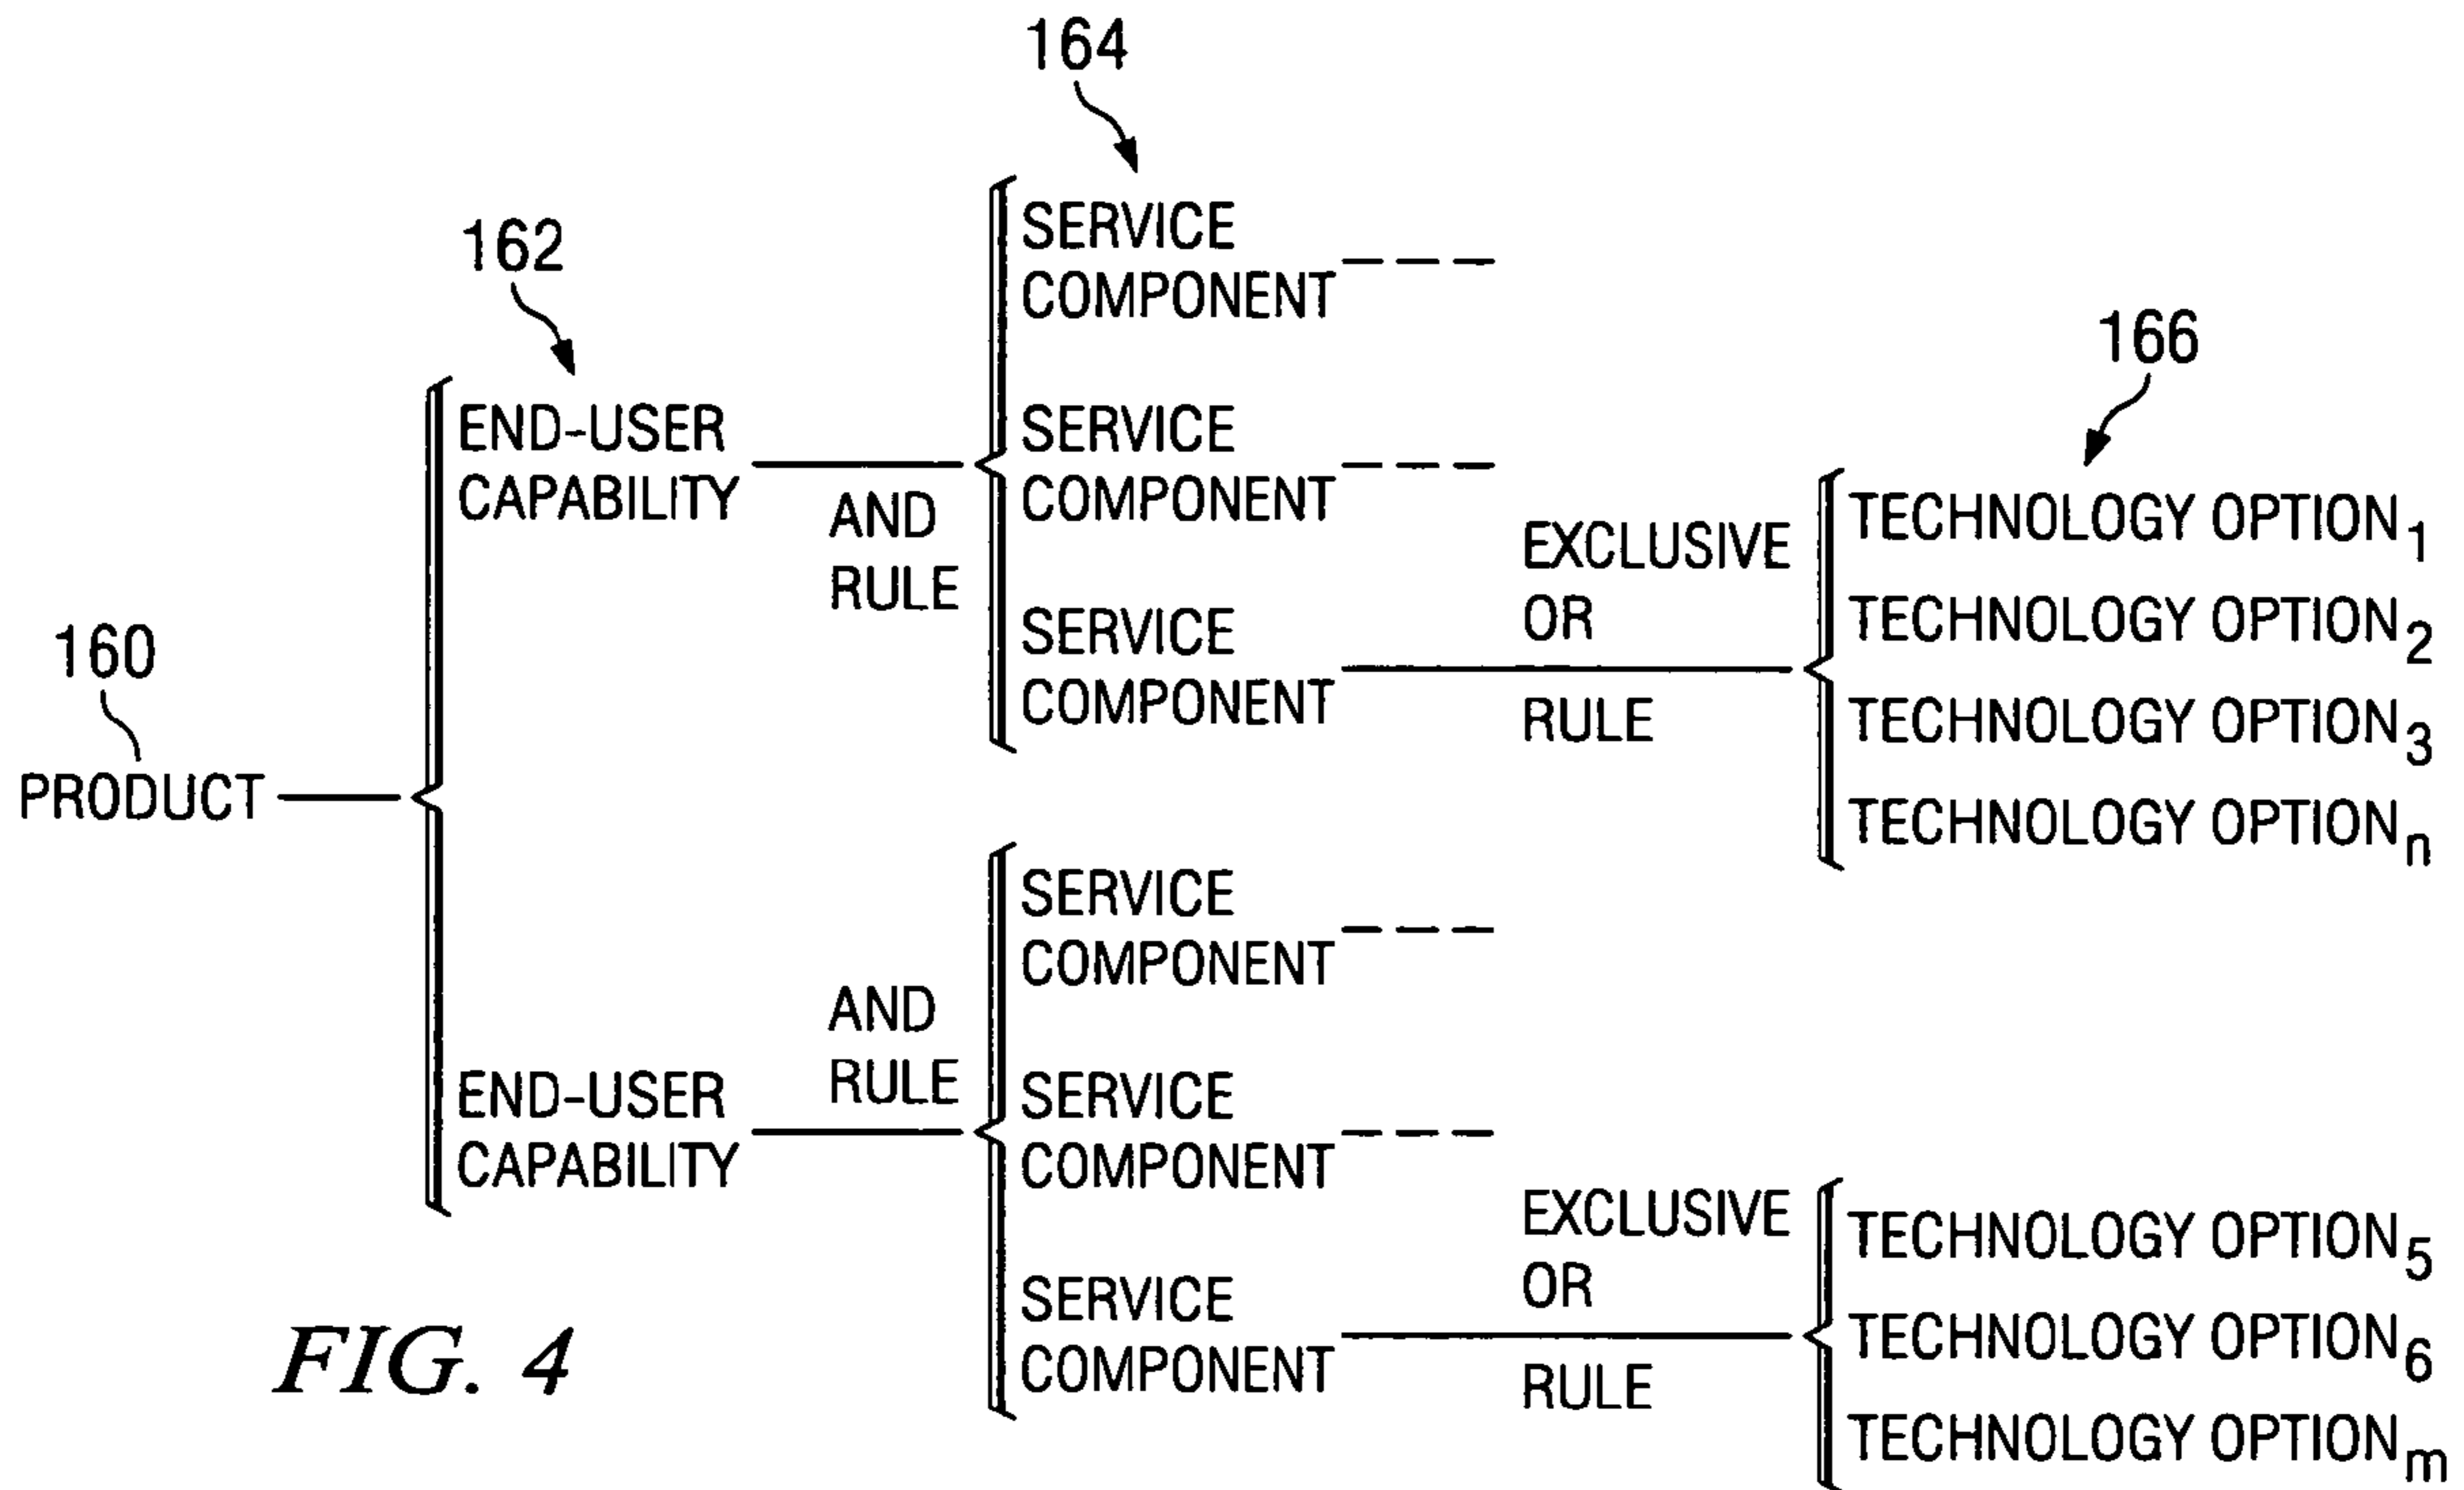 164
SERVICE
COMPONENT
162
END-USER
CAPABILITY
AND
RULE
SERVICE
COMPONENT
SERVICE
COMPONENT
166
EXCLUSIVE
OR
RULE
TECHNOLOGY OPTION1
TECHNOLOGY OPTION2
TECHNOLOGY OPTION3
TECHNOLOGY OPTIONn
160
PRODUCT
END-USER
CAPABILITY
AND
RULE
SERVICE
COMPONENT
SERVICE
COMPONENT
SERVICE
COMPONENT
EXCLUSIVE
OR
RULE
TECHNOLOGY OPTION5
TECHNOLOGY OPTION6
TECHNOLOGY OPTIONm
FIG. 4